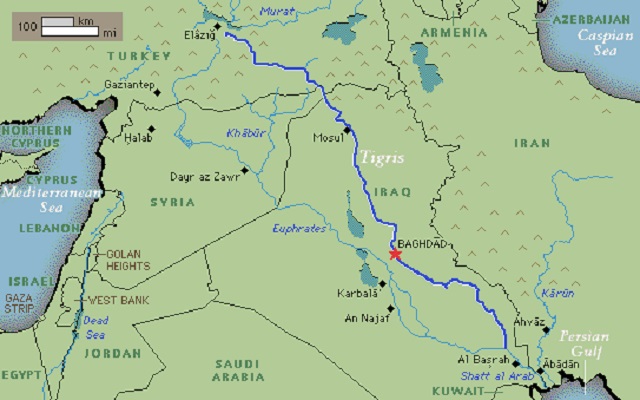 100
km
mi
Murat
Elâziğ
TURKEY
ARMENIA
AZERBAIJAN
Caspian
Sea
Gaziantep
NORTHERN
CYPRUS
Ḩalab
Khābūr
Mosul
Tigris
IRAN
CYPRUS
Mediterranean
Sea
Dayr az Zawr
SYRIA
IRAQ
LEBANON
Euphrates
BAGHDAD
GOLAN
HEIGHTS
ISRAEL
GAZA
STRIP
WEST BANK
Karbalā'
An Najaf
Kārūn
Dead
Sea
Ahvāz
JORDAN
Persian
Gulf
EGYPT
SAUDI
ARABIA
Al Basrah
Ābādān
Shatt al Arab
KUWAIT